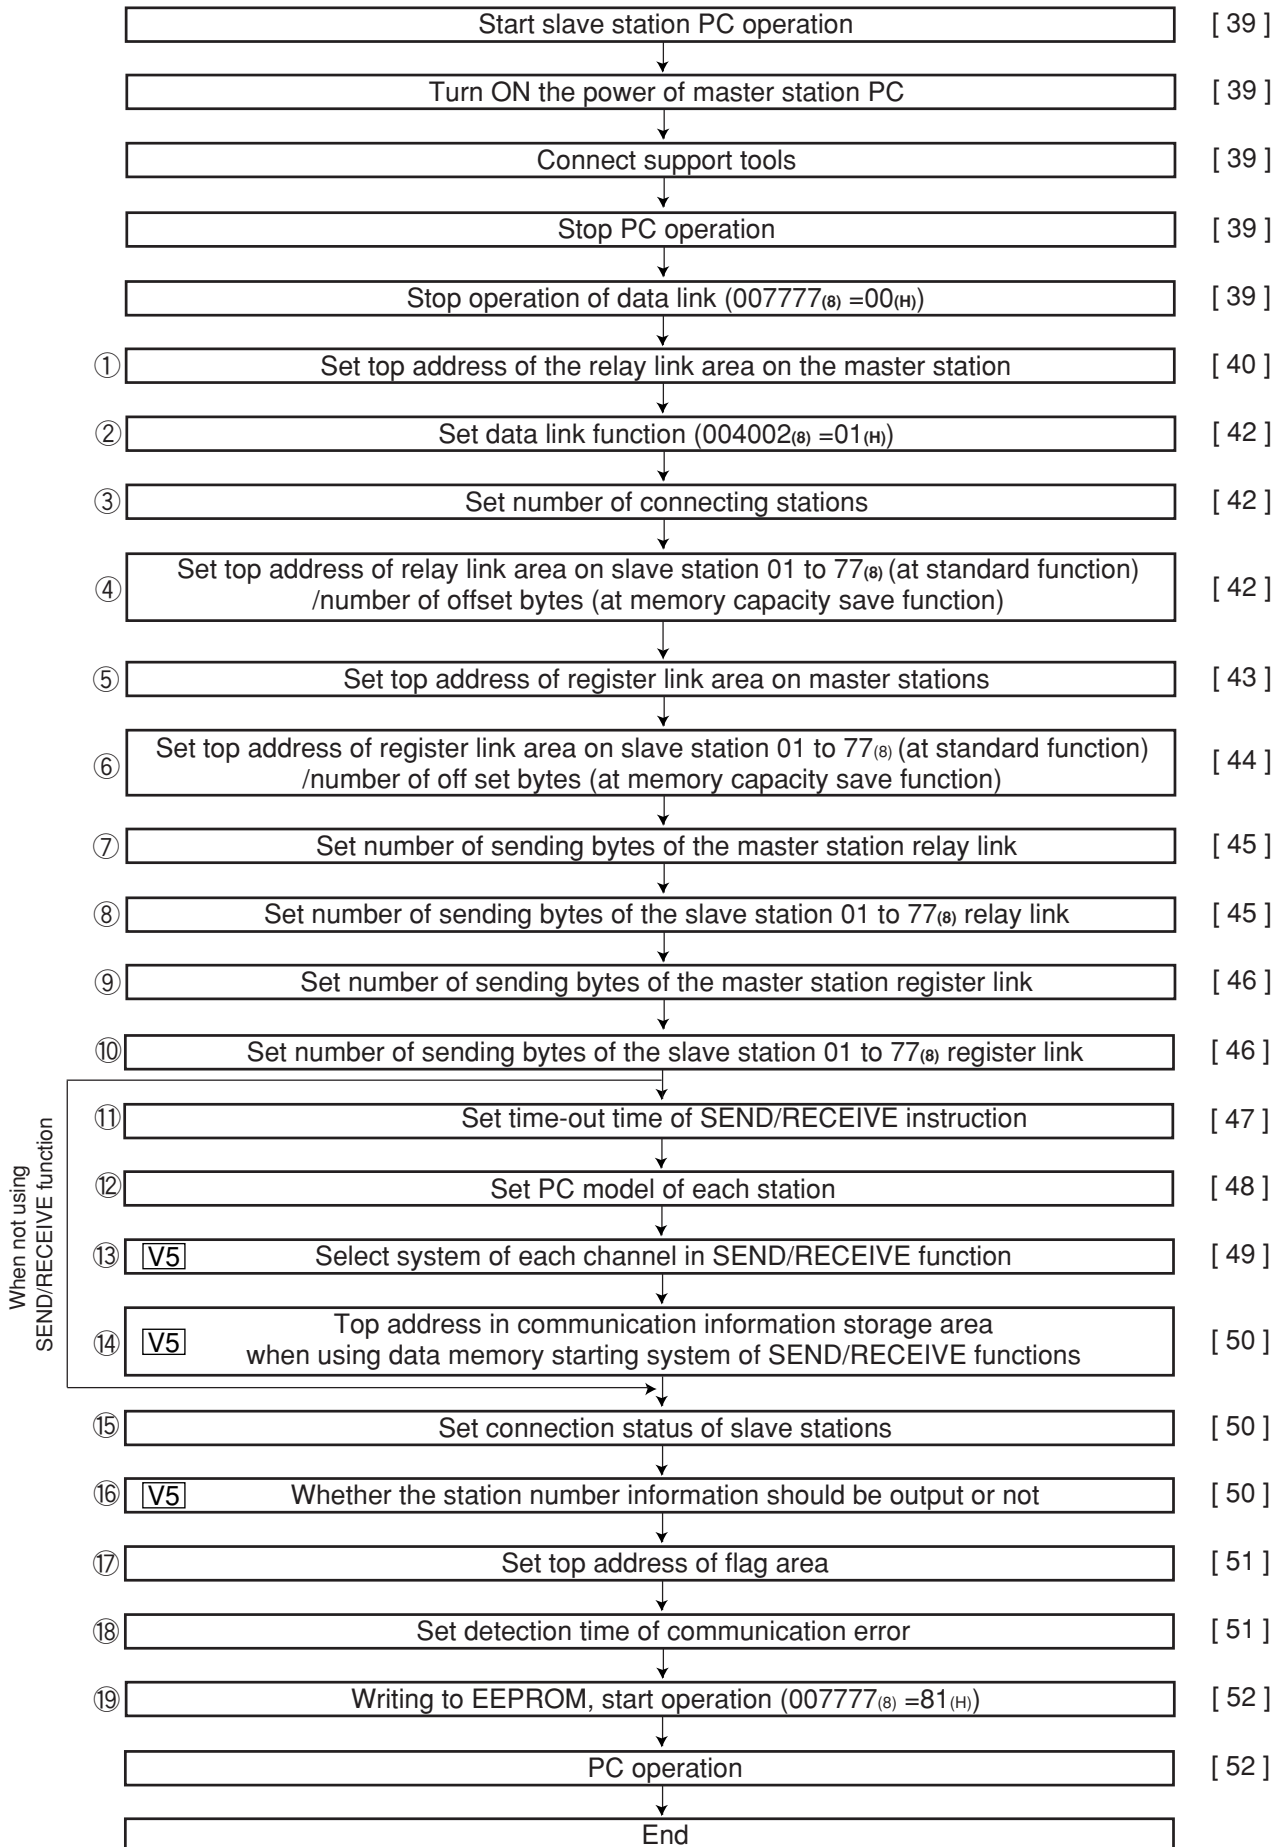 Start slave station PC operation [ 39 ]
Turn ON the power of master station PC [ 39 ]
Connect support tools [ 39 ]
Stop PC operation [ 39 ]
Stop operation of data link (007777(8) =00(H)) [ 39 ]
① Set top address of the relay link area on the master station [ 40 ]
② Set data link function (004002(8) =01(H)) [ 42 ]
③ Set number of connecting stations [ 42 ]
④ Set top address of relay link area on slave station 01 to 77(8) (at standard function)
/number of offset bytes (at memory capacity save function) [ 42 ]
⑤ Set top address of register link area on master stations [ 43 ]
⑥ Set top address of register link area on slave station 01 to 77(8) (at standard function)
/number of off set bytes (at memory capacity save function) [ 44 ]
⑦ Set number of sending bytes of the master station relay link [ 45 ]
⑧ Set number of sending bytes of the slave station 01 to 77(8) relay link [ 45 ]
⑨ Set number of sending bytes of the master station register link [ 46 ]
⑩ Set number of sending bytes of the slave station 01 to 77(8) register link [ 46 ]
When not using
SEND/RECEIVE function
⑪ Set time-out time of SEND/RECEIVE instruction [ 47 ]
⑫ Set PC model of each station [ 48 ]
⑬ V5 Select system of each channel in SEND/RECEIVE function [ 49 ]
⑭ V5 Top address in communication information storage area
when using data memory starting system of SEND/RECEIVE functions [ 50 ]
⑮ Set connection status of slave stations [ 50 ]
⑯ V5 Whether the station number information should be output or not [ 50 ]
⑰ Set top address of flag area [ 51 ]
⑱ Set detection time of communication error [ 51 ]
⑲ Writing to EEPROM, start operation (007777(8) =81(H)) [ 52 ]
PC operation [ 52 ]
End